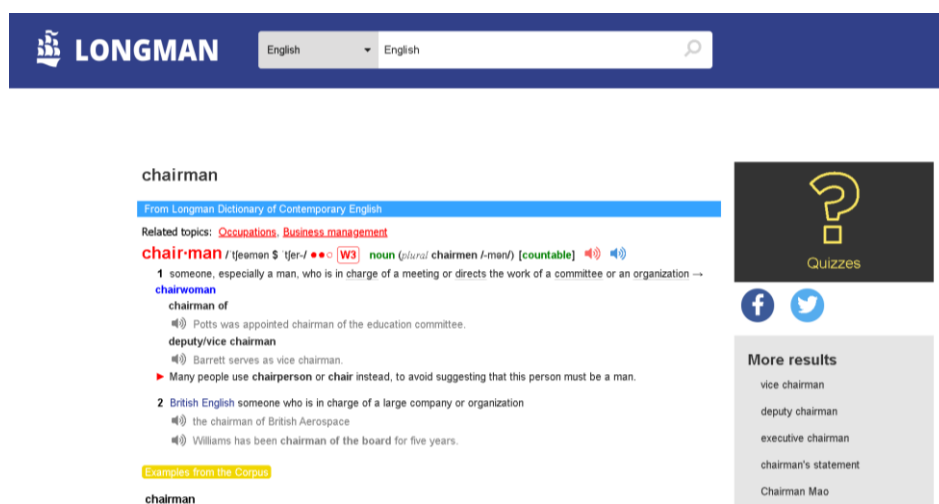 LONGMAN
English
English
chairman
From Longman Dictionary of Contemporary English
Related topics: Occupations, Business management
chair·man /ˈtʃeəmən $ ˈtʃer-/ ●●○ W3 noun (plural chairmen /-mən/) [countable]
1 someone, especially a man, who is in charge of a meeting or directs the work of a committee or an organization →
chairwoman
chairman of
Potts was appointed chairman of the education committee.
deputy/vice chairman
Barrett serves as vice chairman.
► Many people use chairperson or chair instead, to avoid suggesting that this person must be a man.
2 British English someone who is in charge of a large company or organization
the chairman of British Aerospace
Williams has been chairman of the board for five years.
Examples from the Corpus
chairman
?
Quizzes
More results
vice chairman
deputy chairman
executive chairman
chairman's statement
Chairman Mao